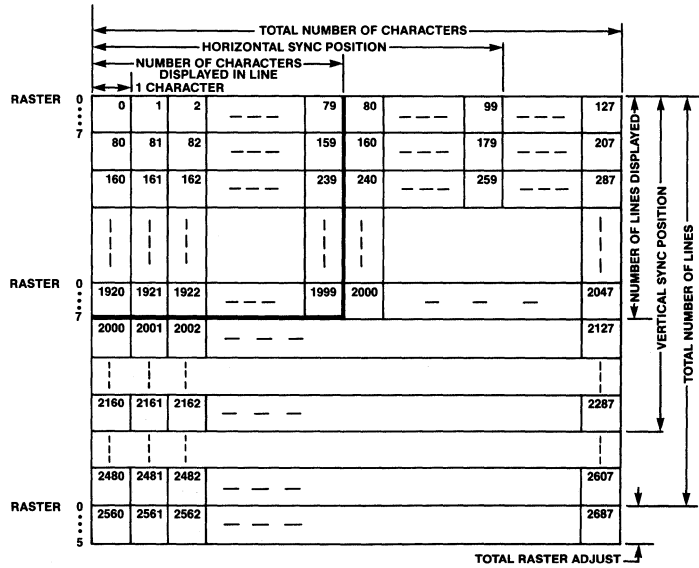 TOTAL NUMBER OF CHARACTERS
HORIZONTAL SYNC POSITION
NUMBER OF CHARACTERS
DISPLAYED IN LINE
1 CHARACTER
RASTER 0
7
0 1 2 79 80 99 127
80 81 82 159 160 179 207
160 161 162 239 240 259 287
RASTER 0
7
1920 1921 1922 1999 2000 2047
2000 2001 2002 2127
2160 2161 2162 2287
2480 2481 2482 2607
RASTER 0
5
2560 2561 2562 2687
NUMBER OF LINES DISPLAYED
VERTICAL SYNC POSITION
TOTAL NUMBER OF LINES
TOTAL RASTER ADJUST